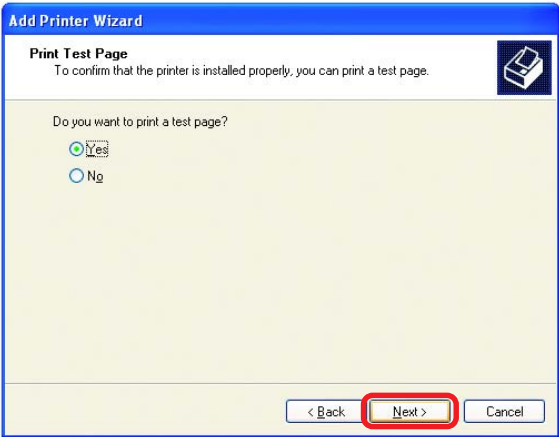 Add Printer Wizard
Print Test Page
To confirm that the printer is installed properly, you can print a test page.
Do you want to print a test page?
Yes
No
< Back Next > Cancel